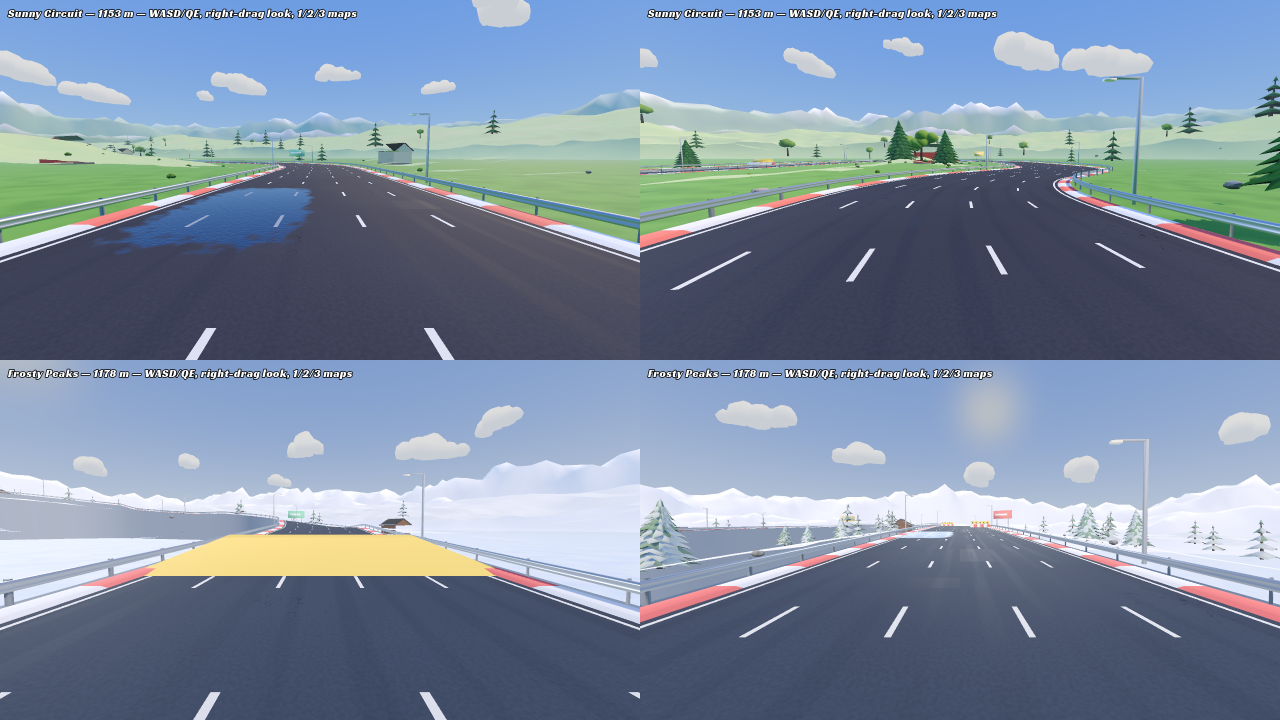 Sunny Circuit — 1153 m — WASD/QE, right-drag look, 1/2/3 maps
Sunny Circuit — 1153 m — WASD/QE, right-drag look, 1/2/3 maps
Frosty Peaks — 1178 m — WASD/QE, right-drag look, 1/2/3 maps
Frosty Peaks — 1178 m — WASD/QE, right-drag look, 1/2/3 maps